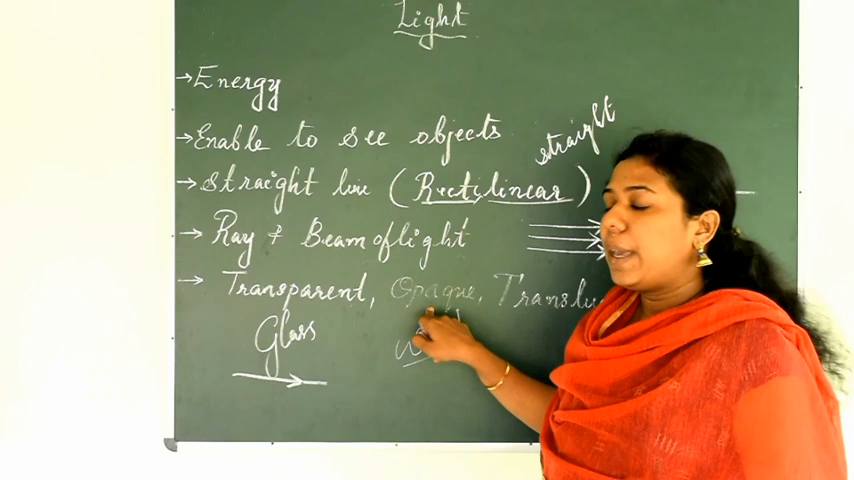 Light
→ Energy
→ Enable to see objects
straight
→ straight line (Rectilinear)
→ Ray & Beam of light
→ Transparent, Opaque, Translu
Glass